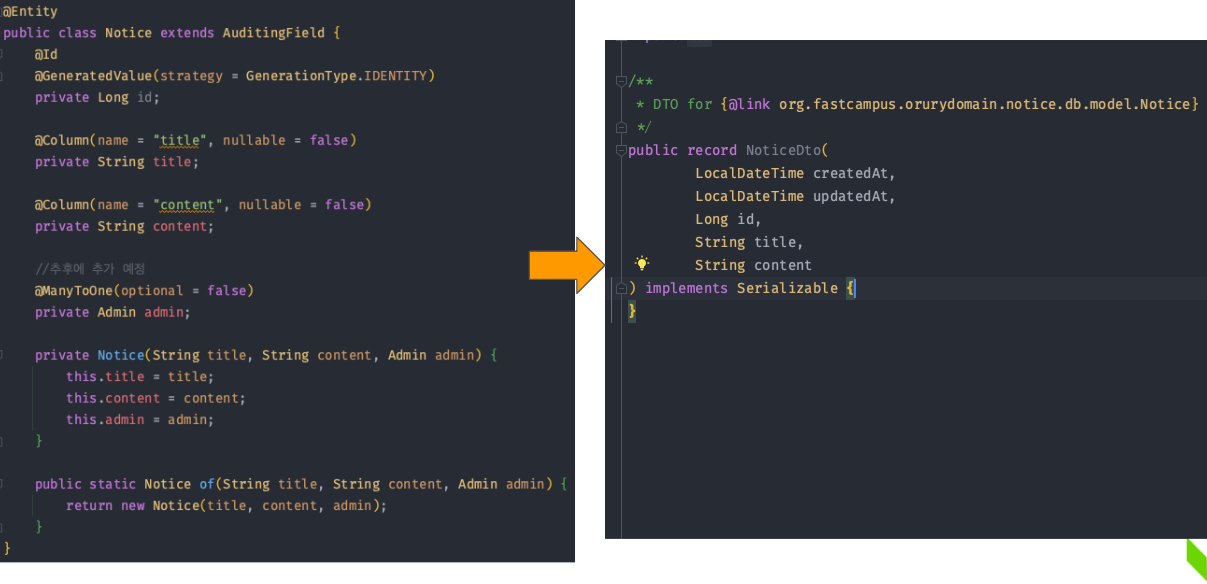 @Entity
public class Notice extends AuditingField {
@Id
@GeneratedValue(strategy = GenerationType.IDENTITY)
private Long id;
@Column(name = "title", nullable = false)
private String title;
@Column(name = "content", nullable = false)
private String content;
//추후에 추가 예정
@ManyToOne(optional = false)
private Admin admin;
private Notice(String title, String content, Admin admin) {
this.title = title;
this.content = content;
this.admin = admin;
}
public static Notice of(String title, String content, Admin admin) {
return new Notice(title, content, admin);
}
}
/**
* DTO for {@link org.fastcampus.orurydomain.notice.db.model.Notice}
*/
public record NoticeDto(
LocalDateTime createdAt,
LocalDateTime updatedAt,
Long id,
String title,
String content
) implements Serializable {
}